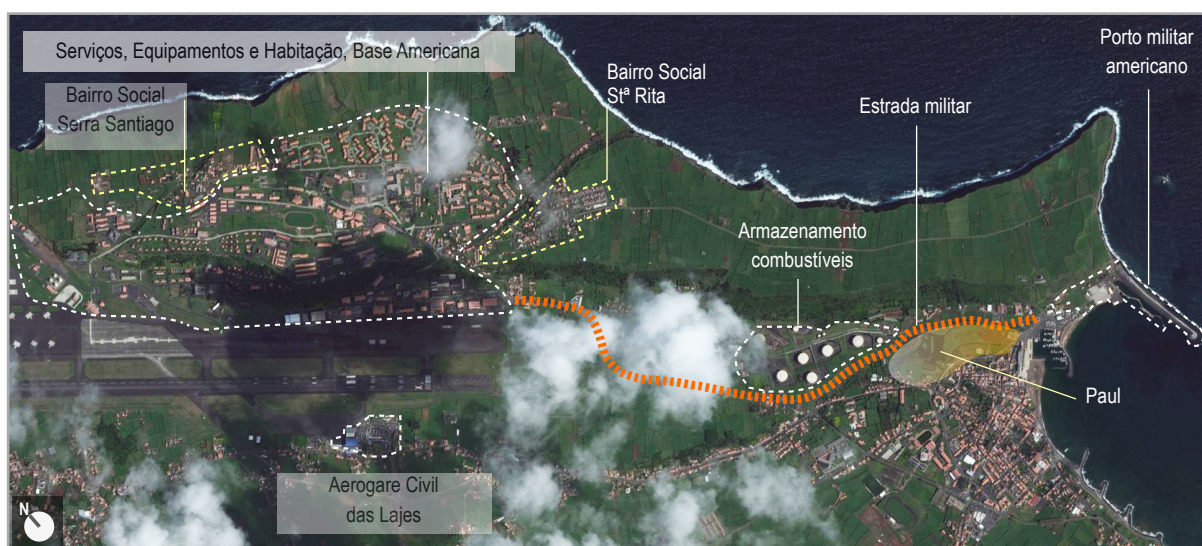 Serviços, Equipamentos e Habitação, Base Americana
Bairro Social
Serra Santiago
Bairro Social
Stª Rita
Estrada militar
Porto militar
americano
Armazenamento
combustíveis
Paul
Aerogare Civil
das Lajes
N